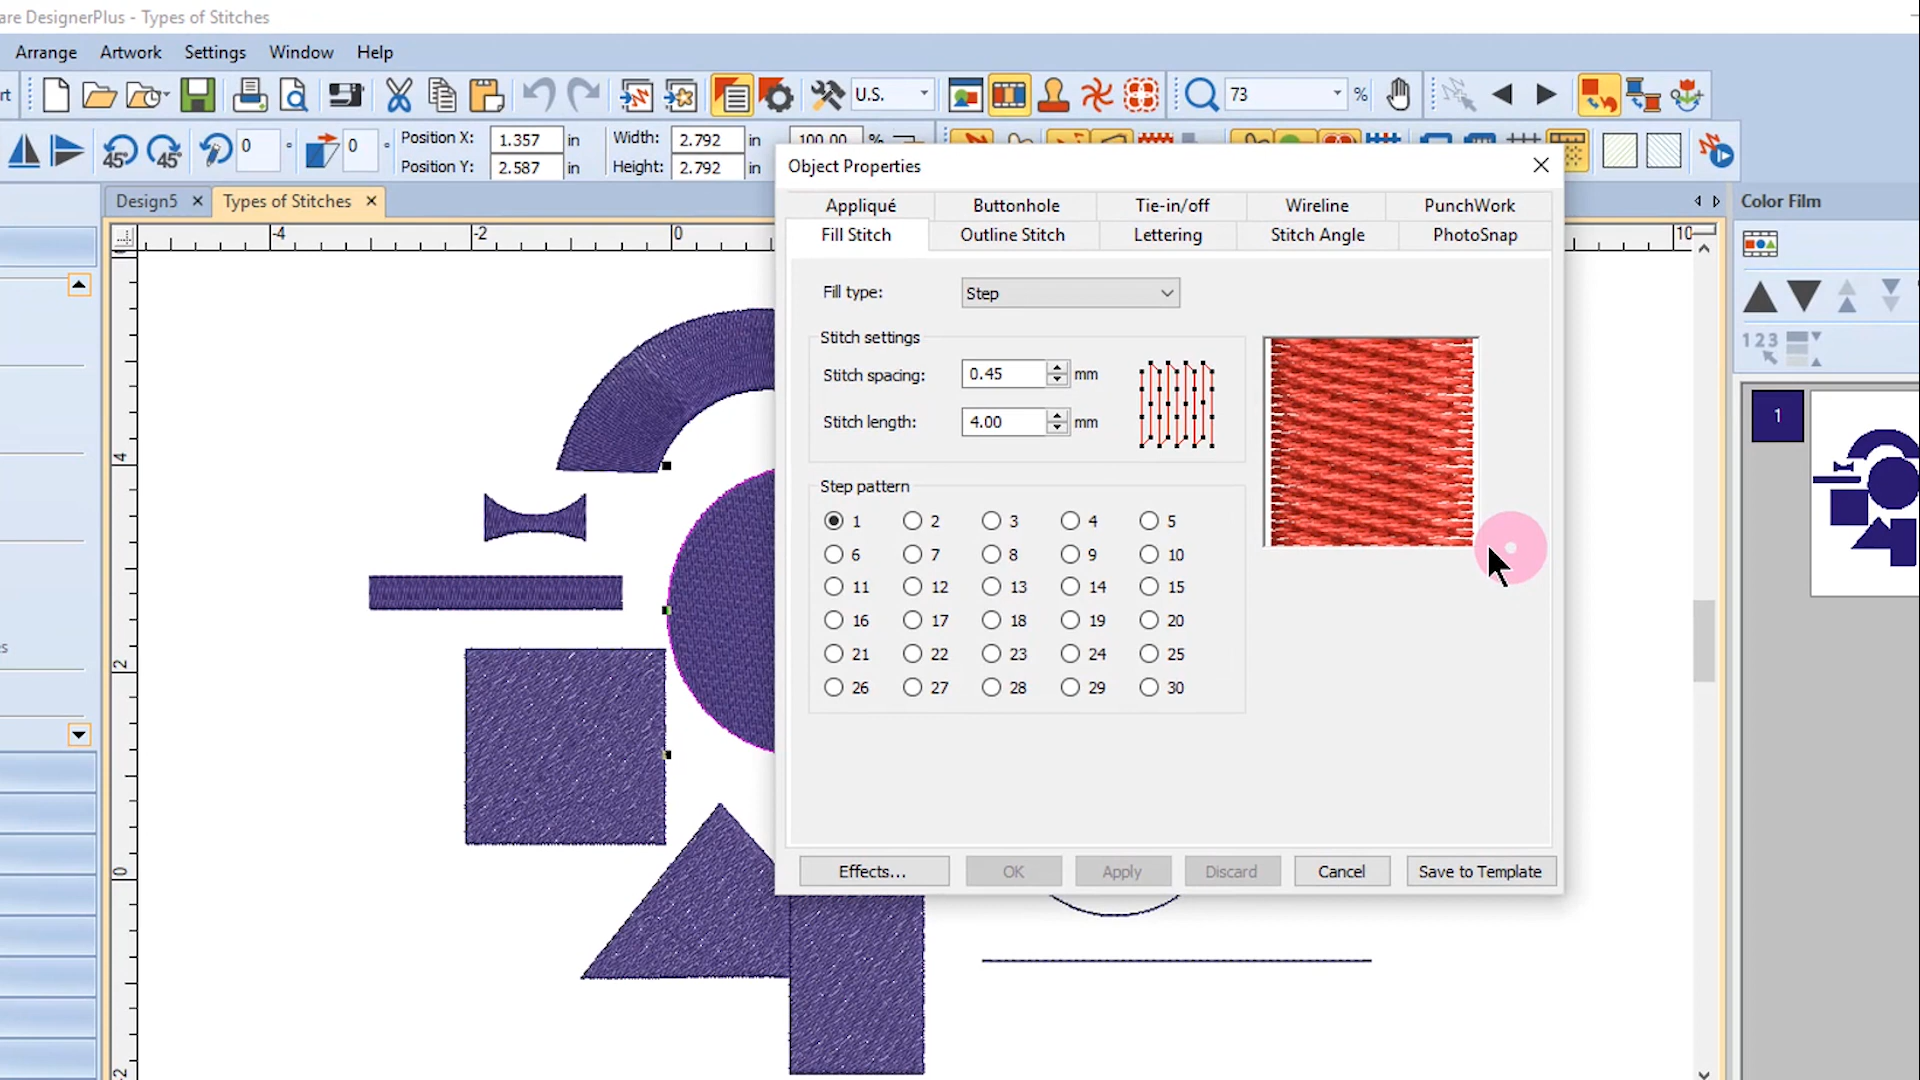 are DesignerPlus - Types of Stitches
Arrange Artwork Settings Window Help
rt U.S. 73 %
45° 45° 0 ° 0 ° Position X: 1.357 in Width: 2.792 in 100.00 %
Position Y: 2.587 in Height: 2.792 in
Design5 × Types of Stitches ×
-4 -2 0 10
4
2
0
-2
s
Object Properties
Appliqué Buttonhole Tie-in/off Wireline PunchWork
Fill Stitch Outline Stitch Lettering Stitch Angle PhotoSnap
Fill type: Step
Stitch settings
Stitch spacing: 0.45 mm
Stitch length: 4.00 mm
Step pattern
1 2 3 4 5
6 7 8 9 10
11 12 13 14 15
16 17 18 19 20
21 22 23 24 25
26 27 28 29 30
Effects... OK Apply Discard Cancel Save to Template
Color Film
1 2 3
1